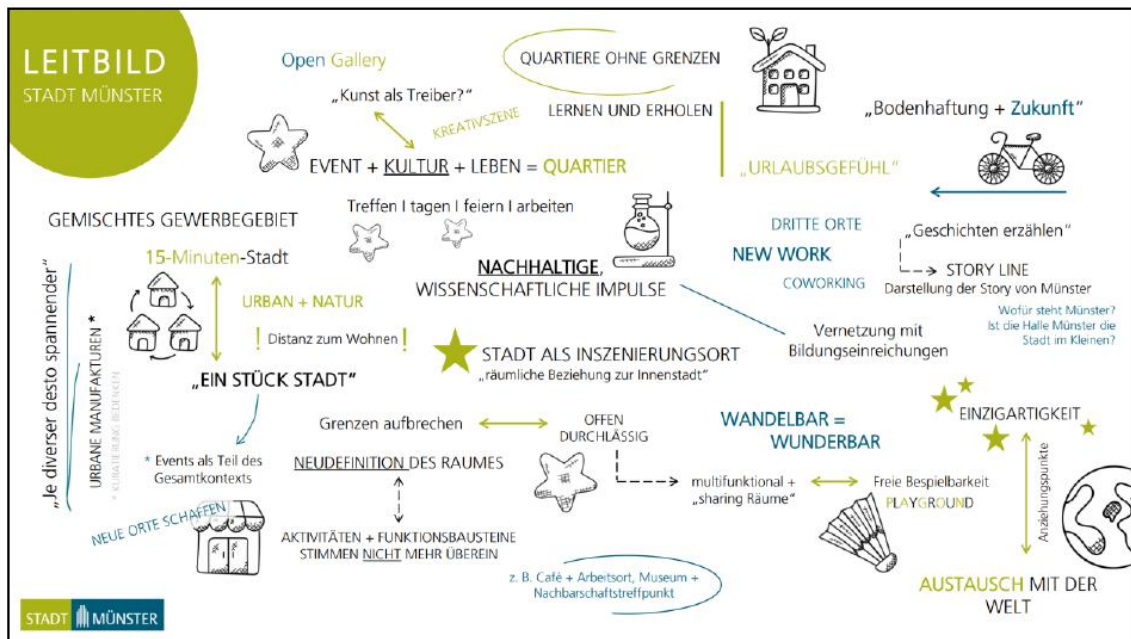 LEITBILD
STADT MÜNSTER
Open Gallery
„Kunst als Treiber?"
KREATIVSZENE
EVENT + KULTUR + LEBEN = QUARTIER
Treffen I tagen I feiern I arbeiten
QUARTIERE OHNE GRENZEN
LERNEN UND ERHOLEN
„URLAUBSGEFÜHL"
„Bodenhaftung + Zukunft"
GEMISCHTES GEWERBEGEBIET
15-Minuten-Stadt
URBAN + NATUR
! Distanz zum Wohnen !
„EIN STÜCK STADT"
„Je diverser desto spannender"
URBANE MANUFAKTUREN *
* KURATIERUNG BEDENKEN
* Events als Teil des
Gesamtkontexts
NEUE ORTE SCHAFFEN
NACHHALTIGE,
WISSENSCHAFTLICHE IMPULSE
DRITTE ORTE
NEW WORK
COWORKING
„Geschichten erzählen"
STORY LINE
Darstellung der Story von Münster
Wofür steht Münster?
Ist die Halle Münster die
Stadt im Kleinen?
Vernetzung mit
Bildungseinreichungen
STADT ALS INSZENIERUNGSORT
„räumliche Beziehung zur Innenstadt"
Grenzen aufbrechen
OFFEN
DURCHLÄSSIG
NEUDEFINITION DES RAUMES
AKTIVITÄTEN + FUNKTIONSBAUSTEINE
STIMMEN NICHT MEHR ÜBEREIN
WANDELBAR =
WUNDERBAR
multifunktional +
„sharing Räume"
Freie Bespielbarkeit
PLAYGROUND
z. B. Café + Arbeitsort, Museum +
Nachbarschaftstreffpunkt
EINZIGARTIGKEIT
Anziehungspunkte
AUSTAUSCH MIT DER
WELT
STADT MÜNSTER